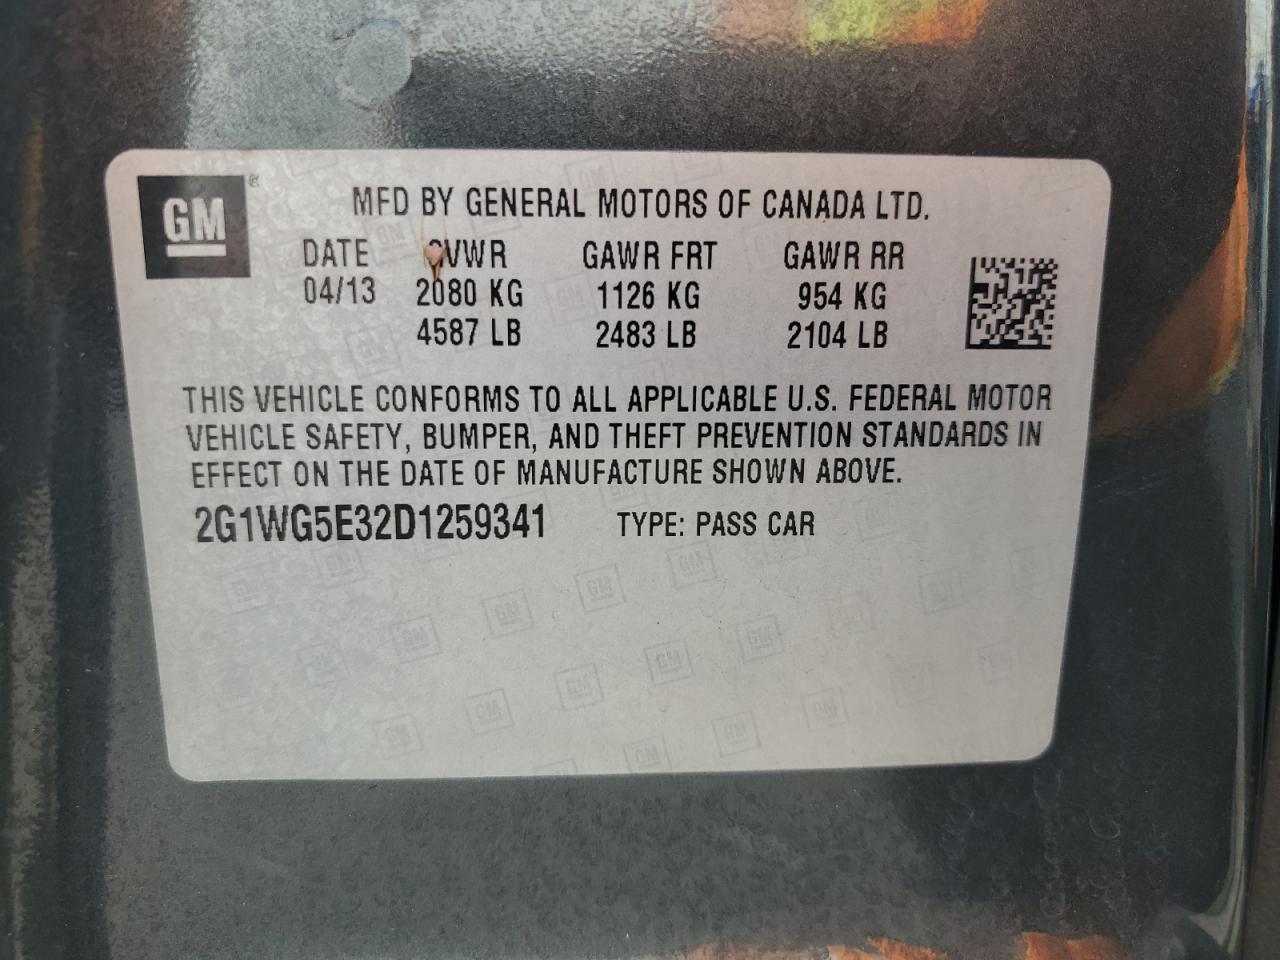 GM®
MFD BY GENERAL MOTORS OF CANADA LTD.
DATE GVWR GAWR FRT GAWR RR
04/13 2080 KG 1126 KG 954 KG
4587 LB 2483 LB 2104 LB
THIS VEHICLE CONFORMS TO ALL APPLICABLE U.S. FEDERAL MOTOR
VEHICLE SAFETY, BUMPER, AND THEFT PREVENTION STANDARDS IN
EFFECT ON THE DATE OF MANUFACTURE SHOWN ABOVE.
2G1WG5E32D1259341 TYPE: PASS CAR